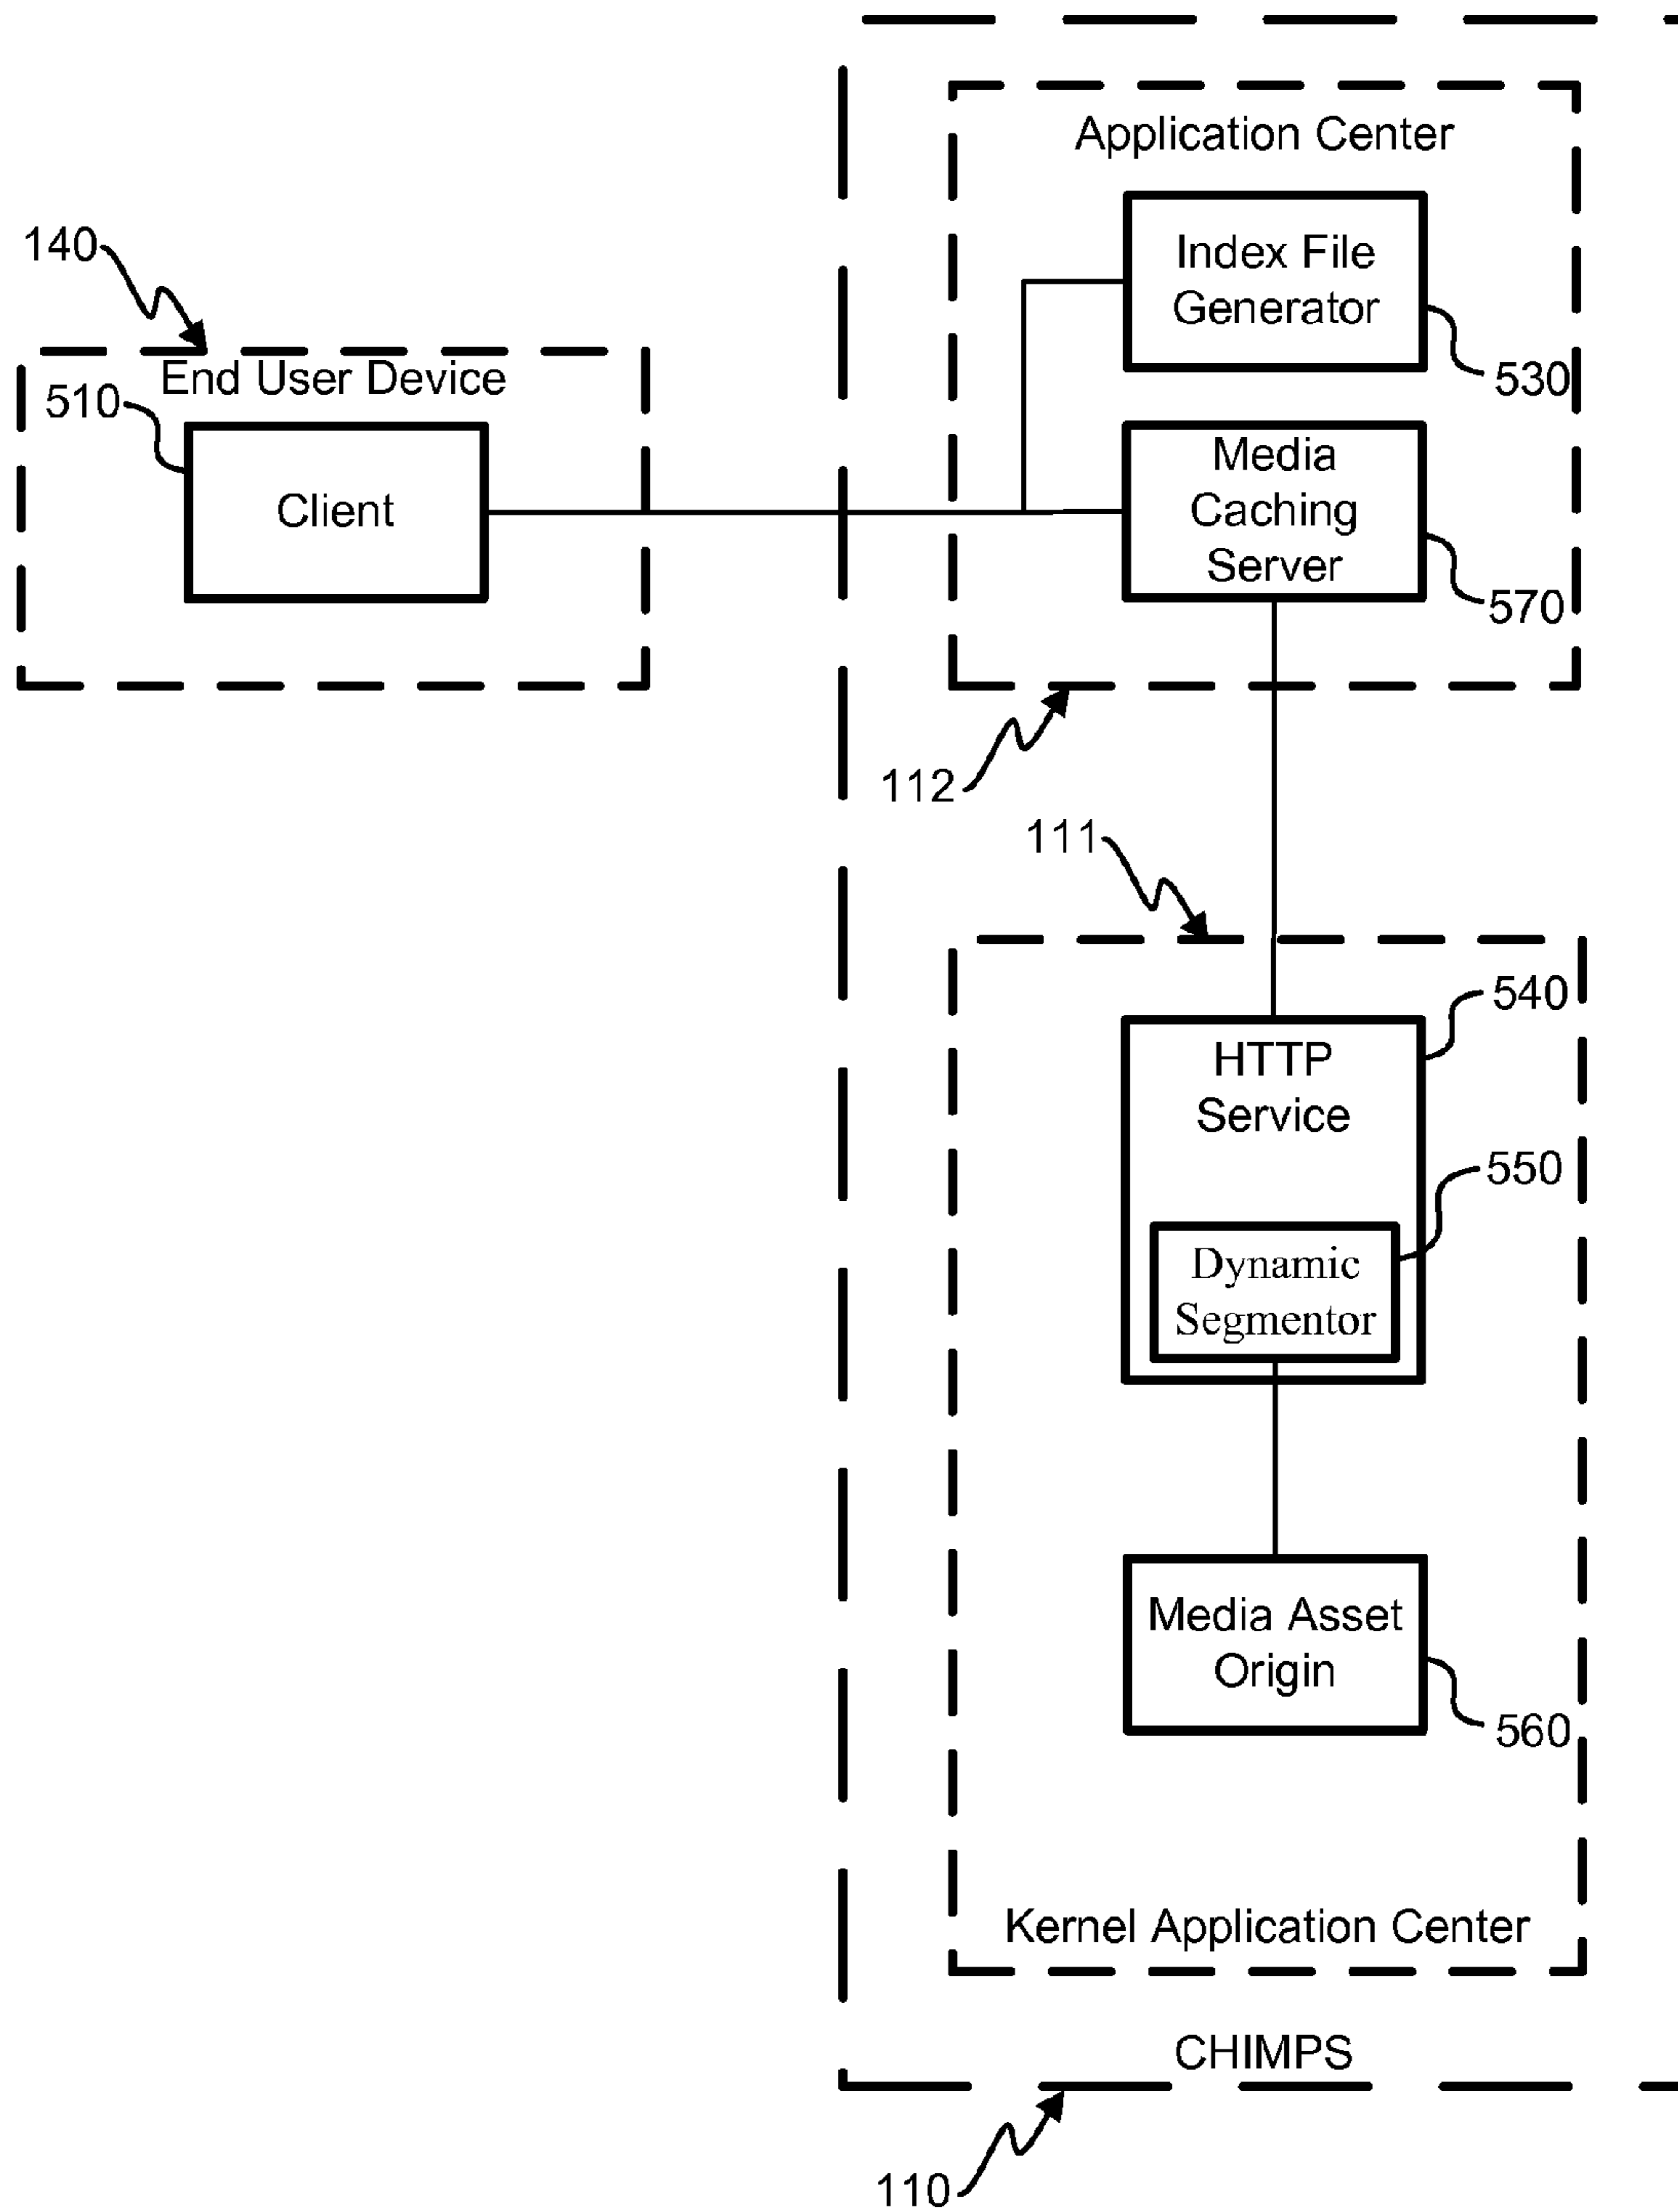 Application Center
140
Index File
Generator
530
End User Device
510
Client
Media
Caching
Server
570
112
111
540
HTTP
Service
550
Dynamic
Segmentor
Media Asset
Origin
560
Kernel Application Center
CHIMPS
110